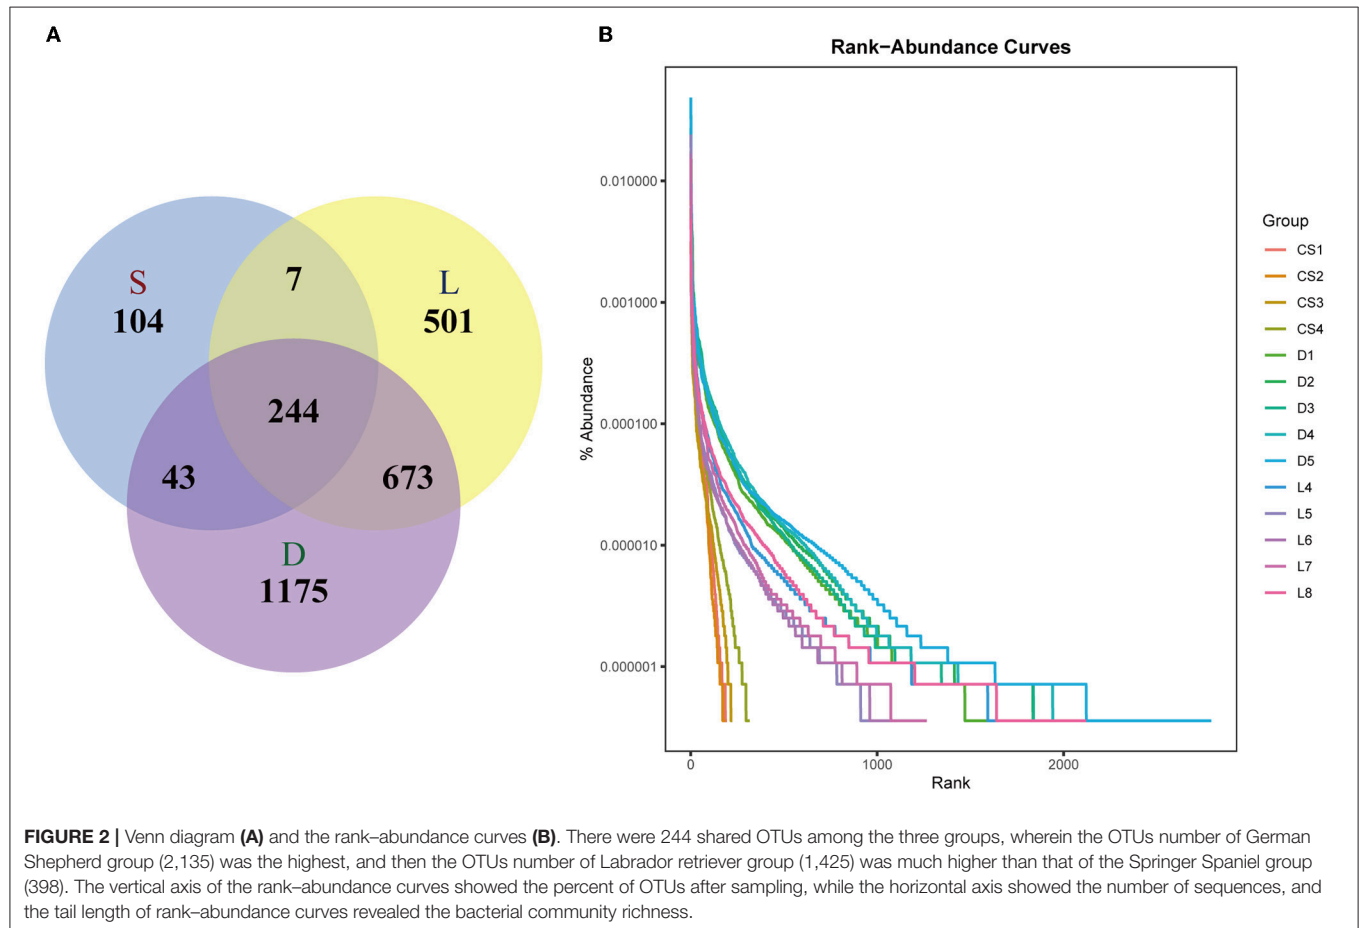 A
S
104
7
L
501
244
43
673
D
1175
B
Rank−Abundance Curves
% Abundance
0.010000
0.001000
0.000100
0.000010
0.000001
0
1000
2000
Rank
Group
CS1
CS2
CS3
CS4
D1
D2
D3
D4
D5
L4
L5
L6
L7
L8
FIGURE 2 | Venn diagram (A) and the rank–abundance curves (B). There were 244 shared OTUs among the three groups, wherein the OTUs number of German
Shepherd group (2,135) was the highest, and then the OTUs number of Labrador retriever group (1,425) was much higher than that of the Springer Spaniel group
(398). The vertical axis of the rank–abundance curves showed the percent of OTUs after sampling, while the horizontal axis showed the number of sequences, and
the tail length of rank–abundance curves revealed the bacterial community richness.